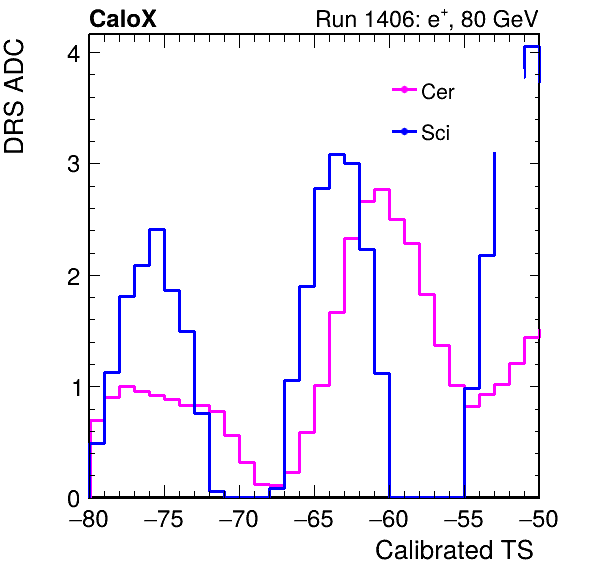 CaloX Run 1406: e⁺, 80 GeV
DRS ADC
4
3
2
1
0
Cer
Sci
−80 −75 −70 −65 −60 −55 −50
Calibrated TS